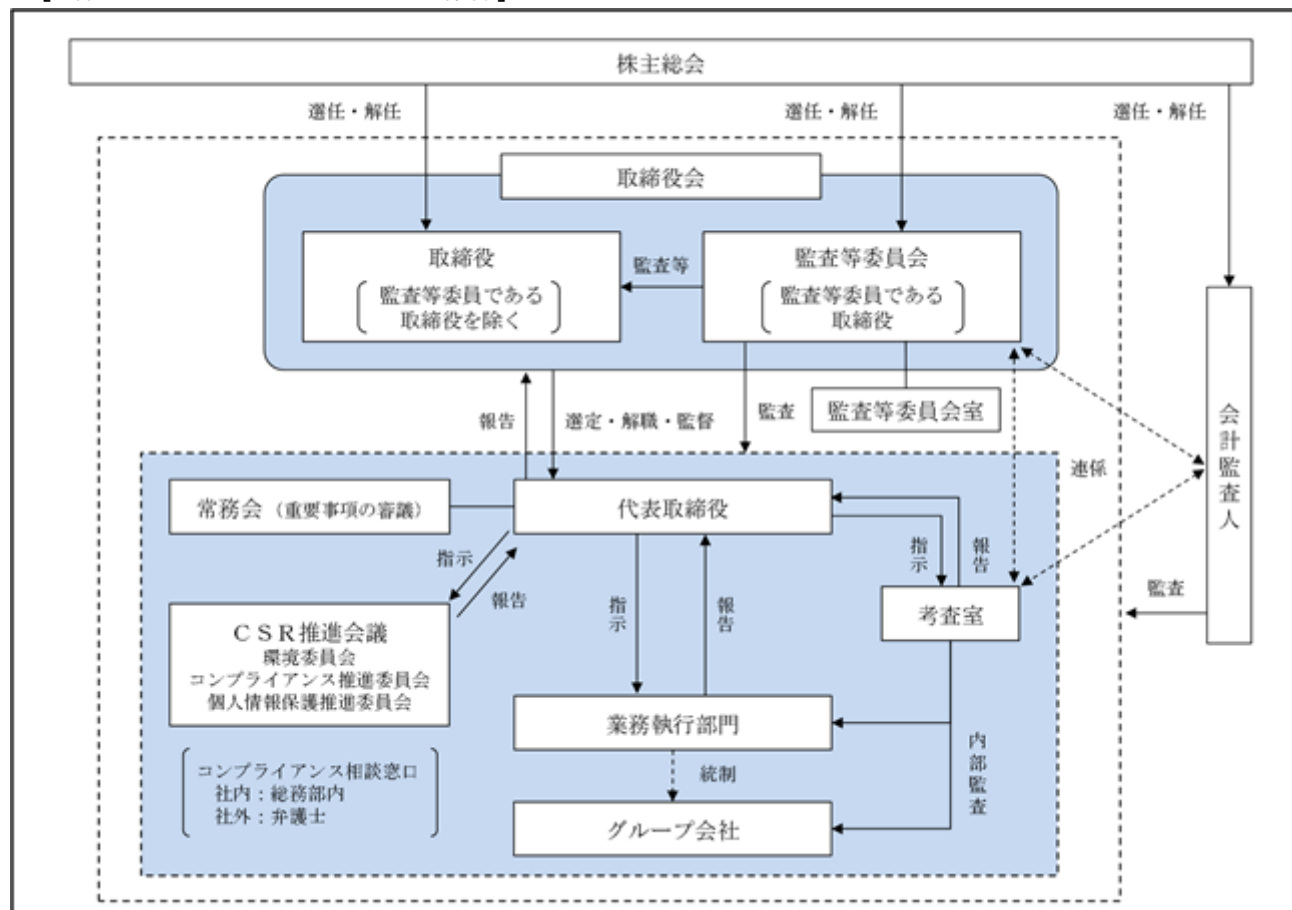 株主総会
選任・解任
選任・解任
選任・解任
取締役会
取締役
監査等委員である
取締役を除く
監査等
監査等委員会
監査等委員である
取締役
報告
選定・解職・監督
監査
監査等委員会室
会計監査人
連係
常務会（重要事項の審議）
代表取締役
指示
報告
指示
報告
指示
報告
考査室
監査
ＣＳＲ推進会議
環境委員会
コンプライアンス推進委員会
個人情報保護推進委員会
業務執行部門
内部監査
コンプライアンス相談窓口
社内：総務部内
社外：弁護士
統制
グループ会社